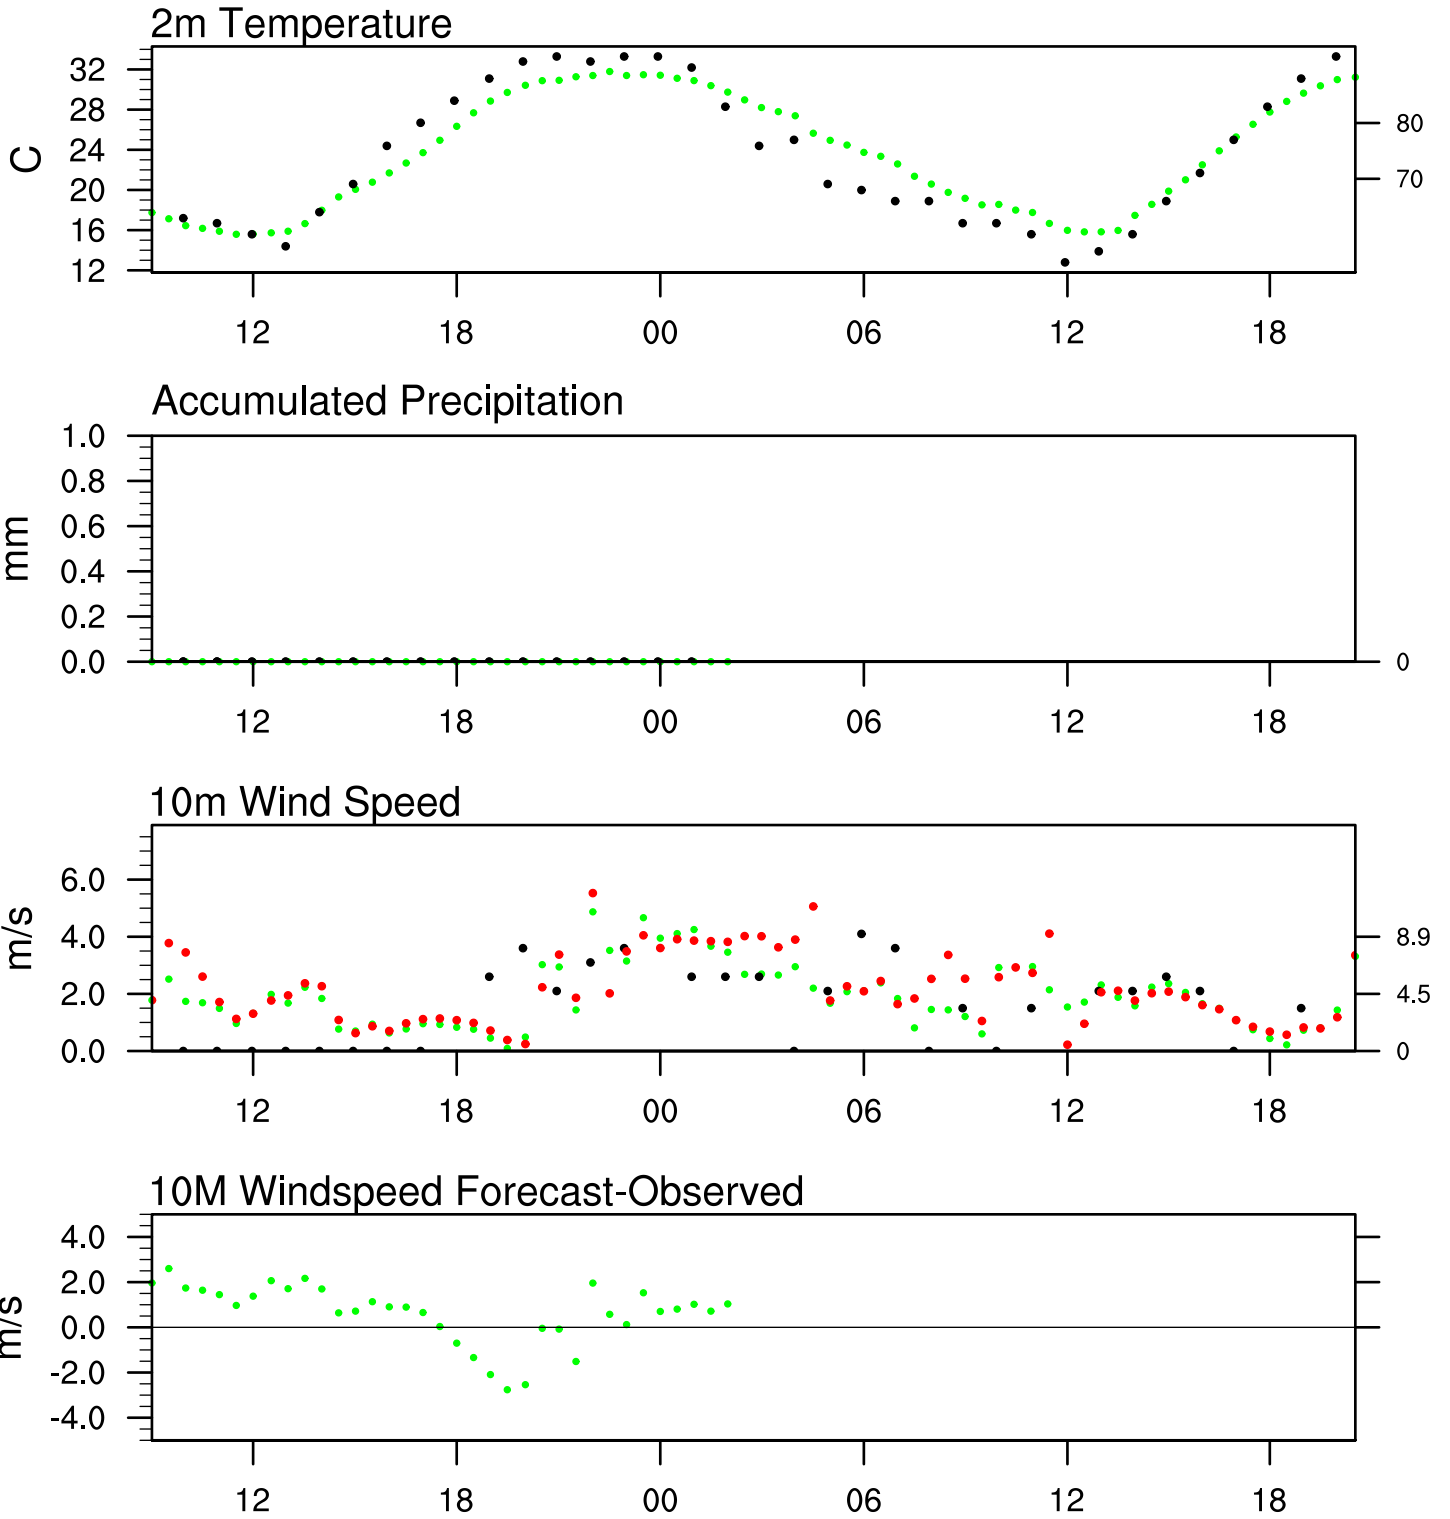 2m Temperature
32
28
24
20
16
12
C
80
70
12 18 00 06 12 18
Accumulated Precipitation
1.0
0.8
0.6
0.4
0.2
0.0
mm
0
12 18 00 06 12 18
10m Wind Speed
6.0
4.0
2.0
0.0
m/s
8.9
4.5
0
12 18 00 06 12 18
10M Windspeed Forecast-Observed
4.0
2.0
0.0
-2.0
-4.0
m/s
12 18 00 06 12 18